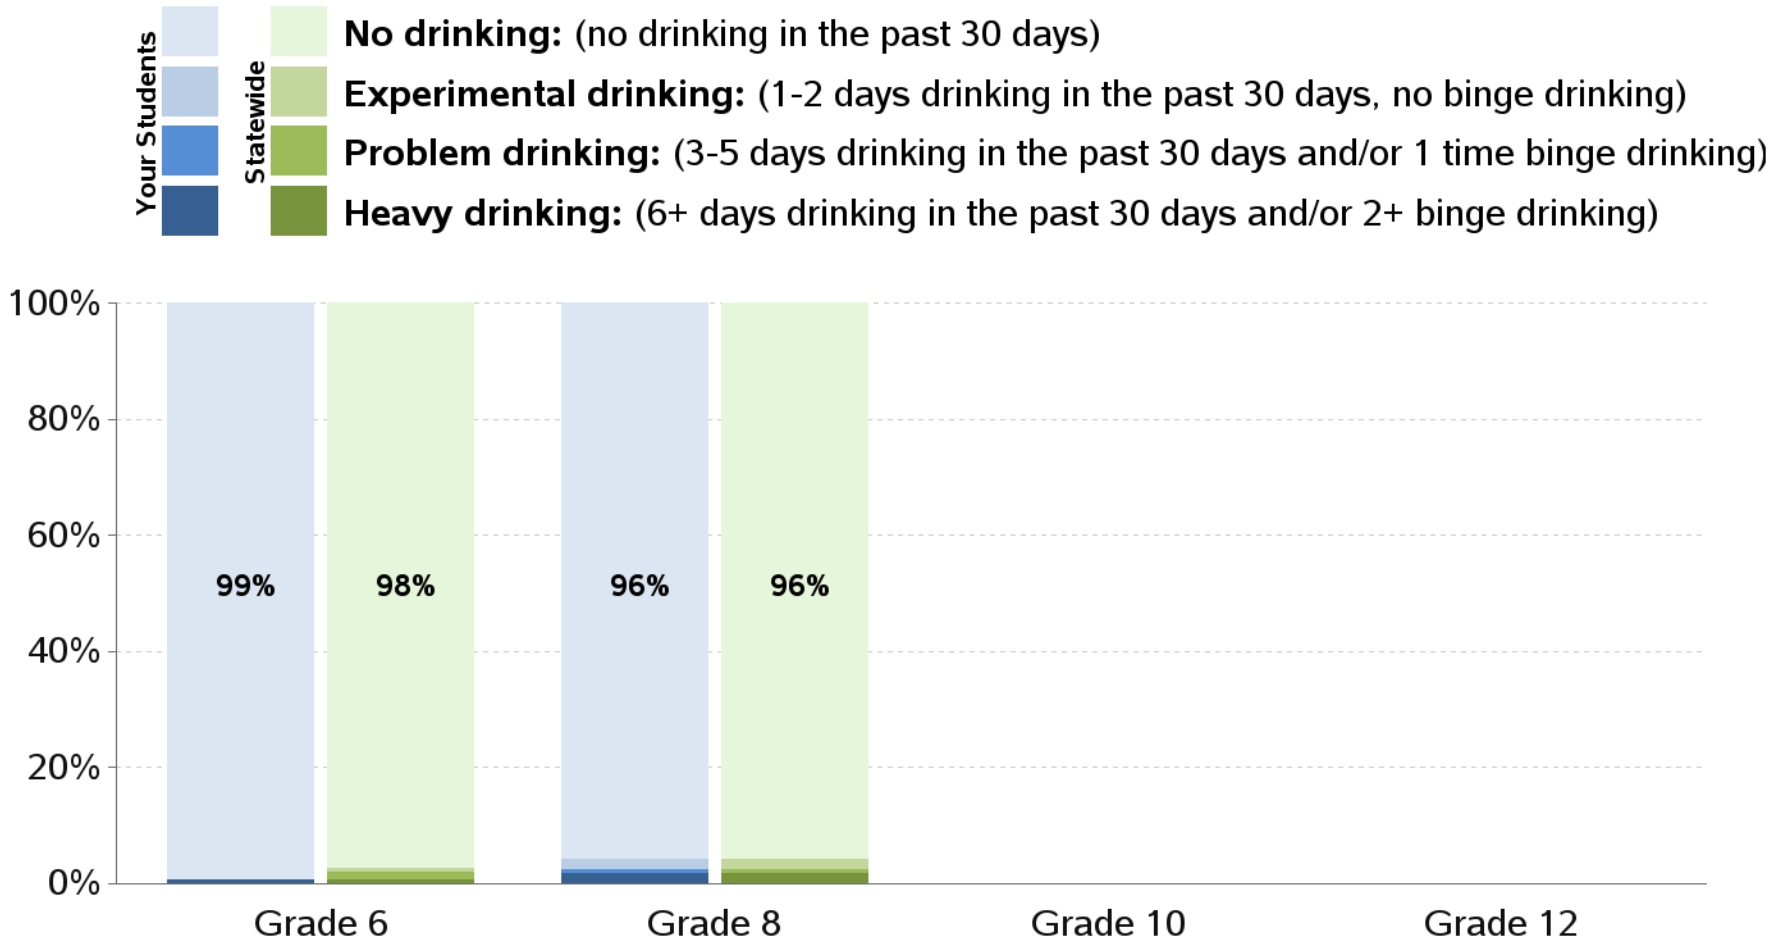 Your Students
Statewide
No drinking: (no drinking in the past 30 days)
Experimental drinking: (1-2 days drinking in the past 30 days, no binge drinking)
Problem drinking: (3-5 days drinking in the past 30 days and/or 1 time binge drinking)
Heavy drinking: (6+ days drinking in the past 30 days and/or 2+ binge drinking)
100%
80%
60%
99% 98% 96% 96%
40%
20%
0%
Grade 6 Grade 8 Grade 10 Grade 12